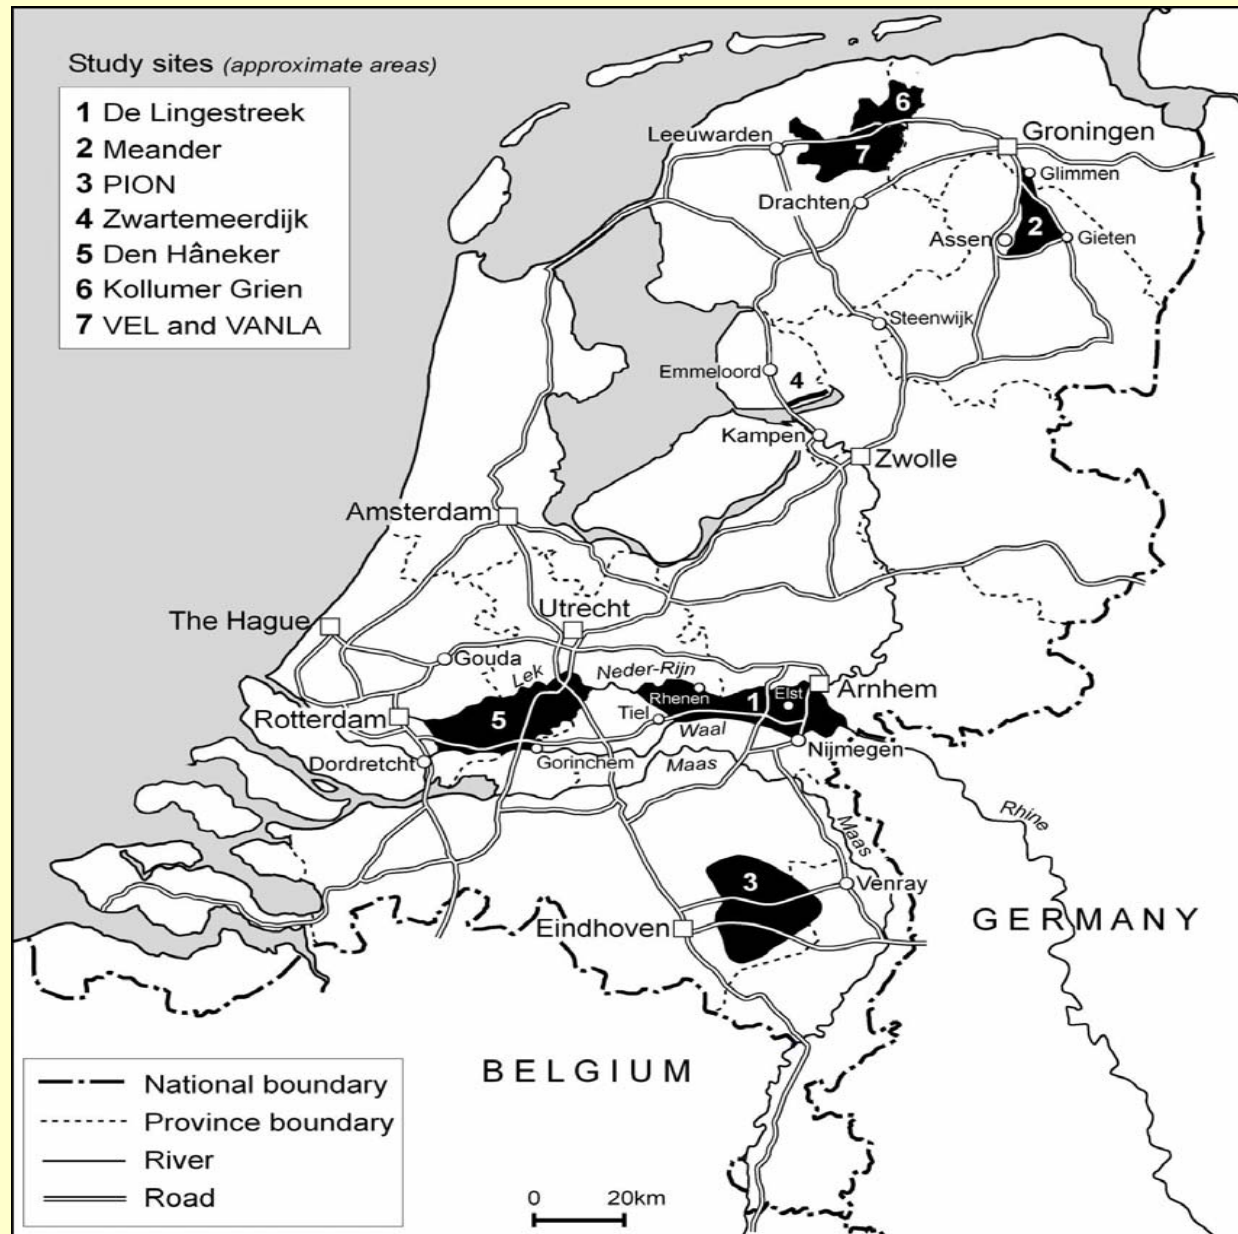 Study sites (approximate areas)
1 De Lingestreek
2 Meander
3 PION
4 Zwartemeerdijk
5 Den Hâneker
6 Kollumer Grien
7 VEL and VANLA
6
Leeuwarden
Groningen
7
Glimmen
Drachten
2
Assen
Gieten
Steenwijk
Emmeloord
4
Kampen
Zwolle
Amsterdam
Utrecht
The Hague
Gouda
Lek
Neder-Rijn
Rhenen
Elst
Arnhem
1
Rotterdam
5
Tiel
Waal
Nijmegen
Dordretcht
Gorinchem
Maas
Rhine
Maas
3
Venray
GERMANY
Eindhoven
BELGIUM
National boundary
Province boundary
River
Road
0 20km